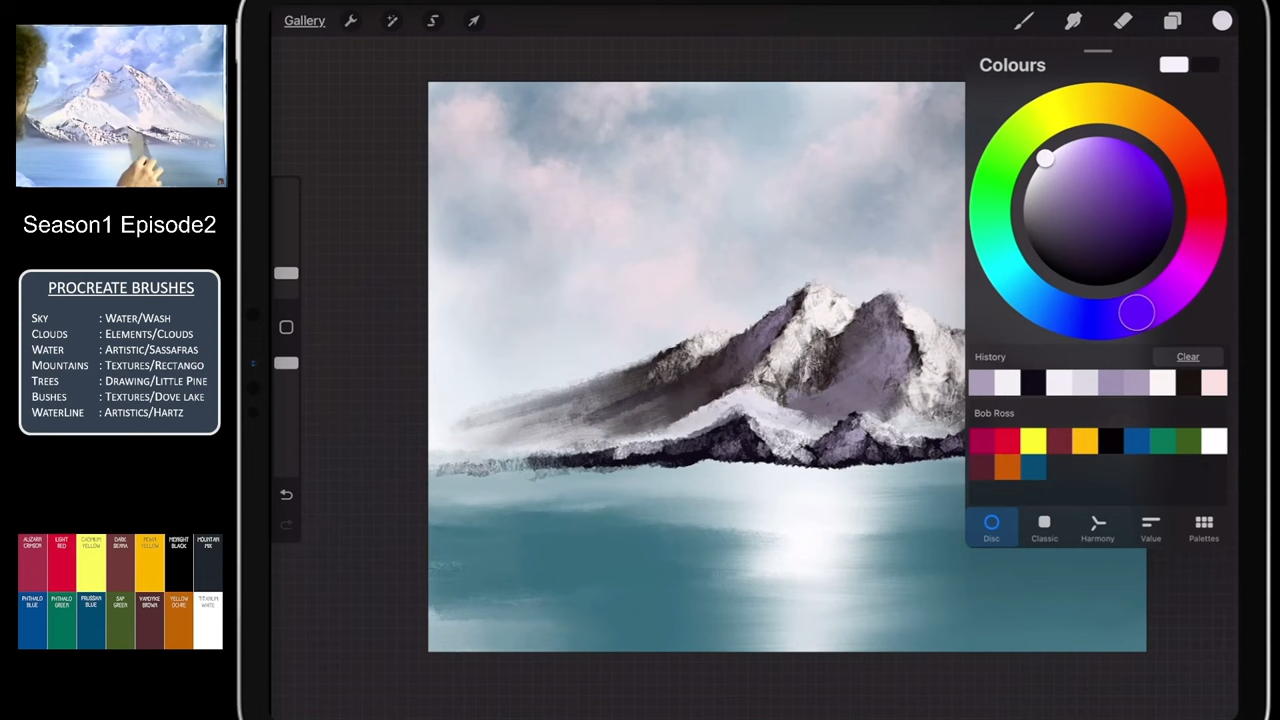 Gallery
Colours
Season1 Episode2
PROCREATE BRUSHES
SKY : WATER/WASH
CLOUDS : ELEMENTS/CLOUDS
WATER : ARTISTIC/SASSAFRAS
MOUNTAINS : TEXTURES/RECTANGO
TREES : DRAWING/LITTLE PINE
BUSHES : TEXTURES/DOVE LAKE
WATERLINE : ARTISTICS/HARTZ
History
Clear
Bob Ross
Disc
Classic
Harmony
Value
Palettes
ALIZARIN CRIMSON
LIGHT RED
CADMIUM YELLOW
DARK SIENNA
INDIAN YELLOW
MIDNIGHT BLACK
MOUNTAIN MIX
PHTHALO BLUE
PHTHALO GREEN
PRUSSIAN BLUE
SAP GREEN
VANDYKE BROWN
YELLOW OCHRE
TITANIUM WHITE